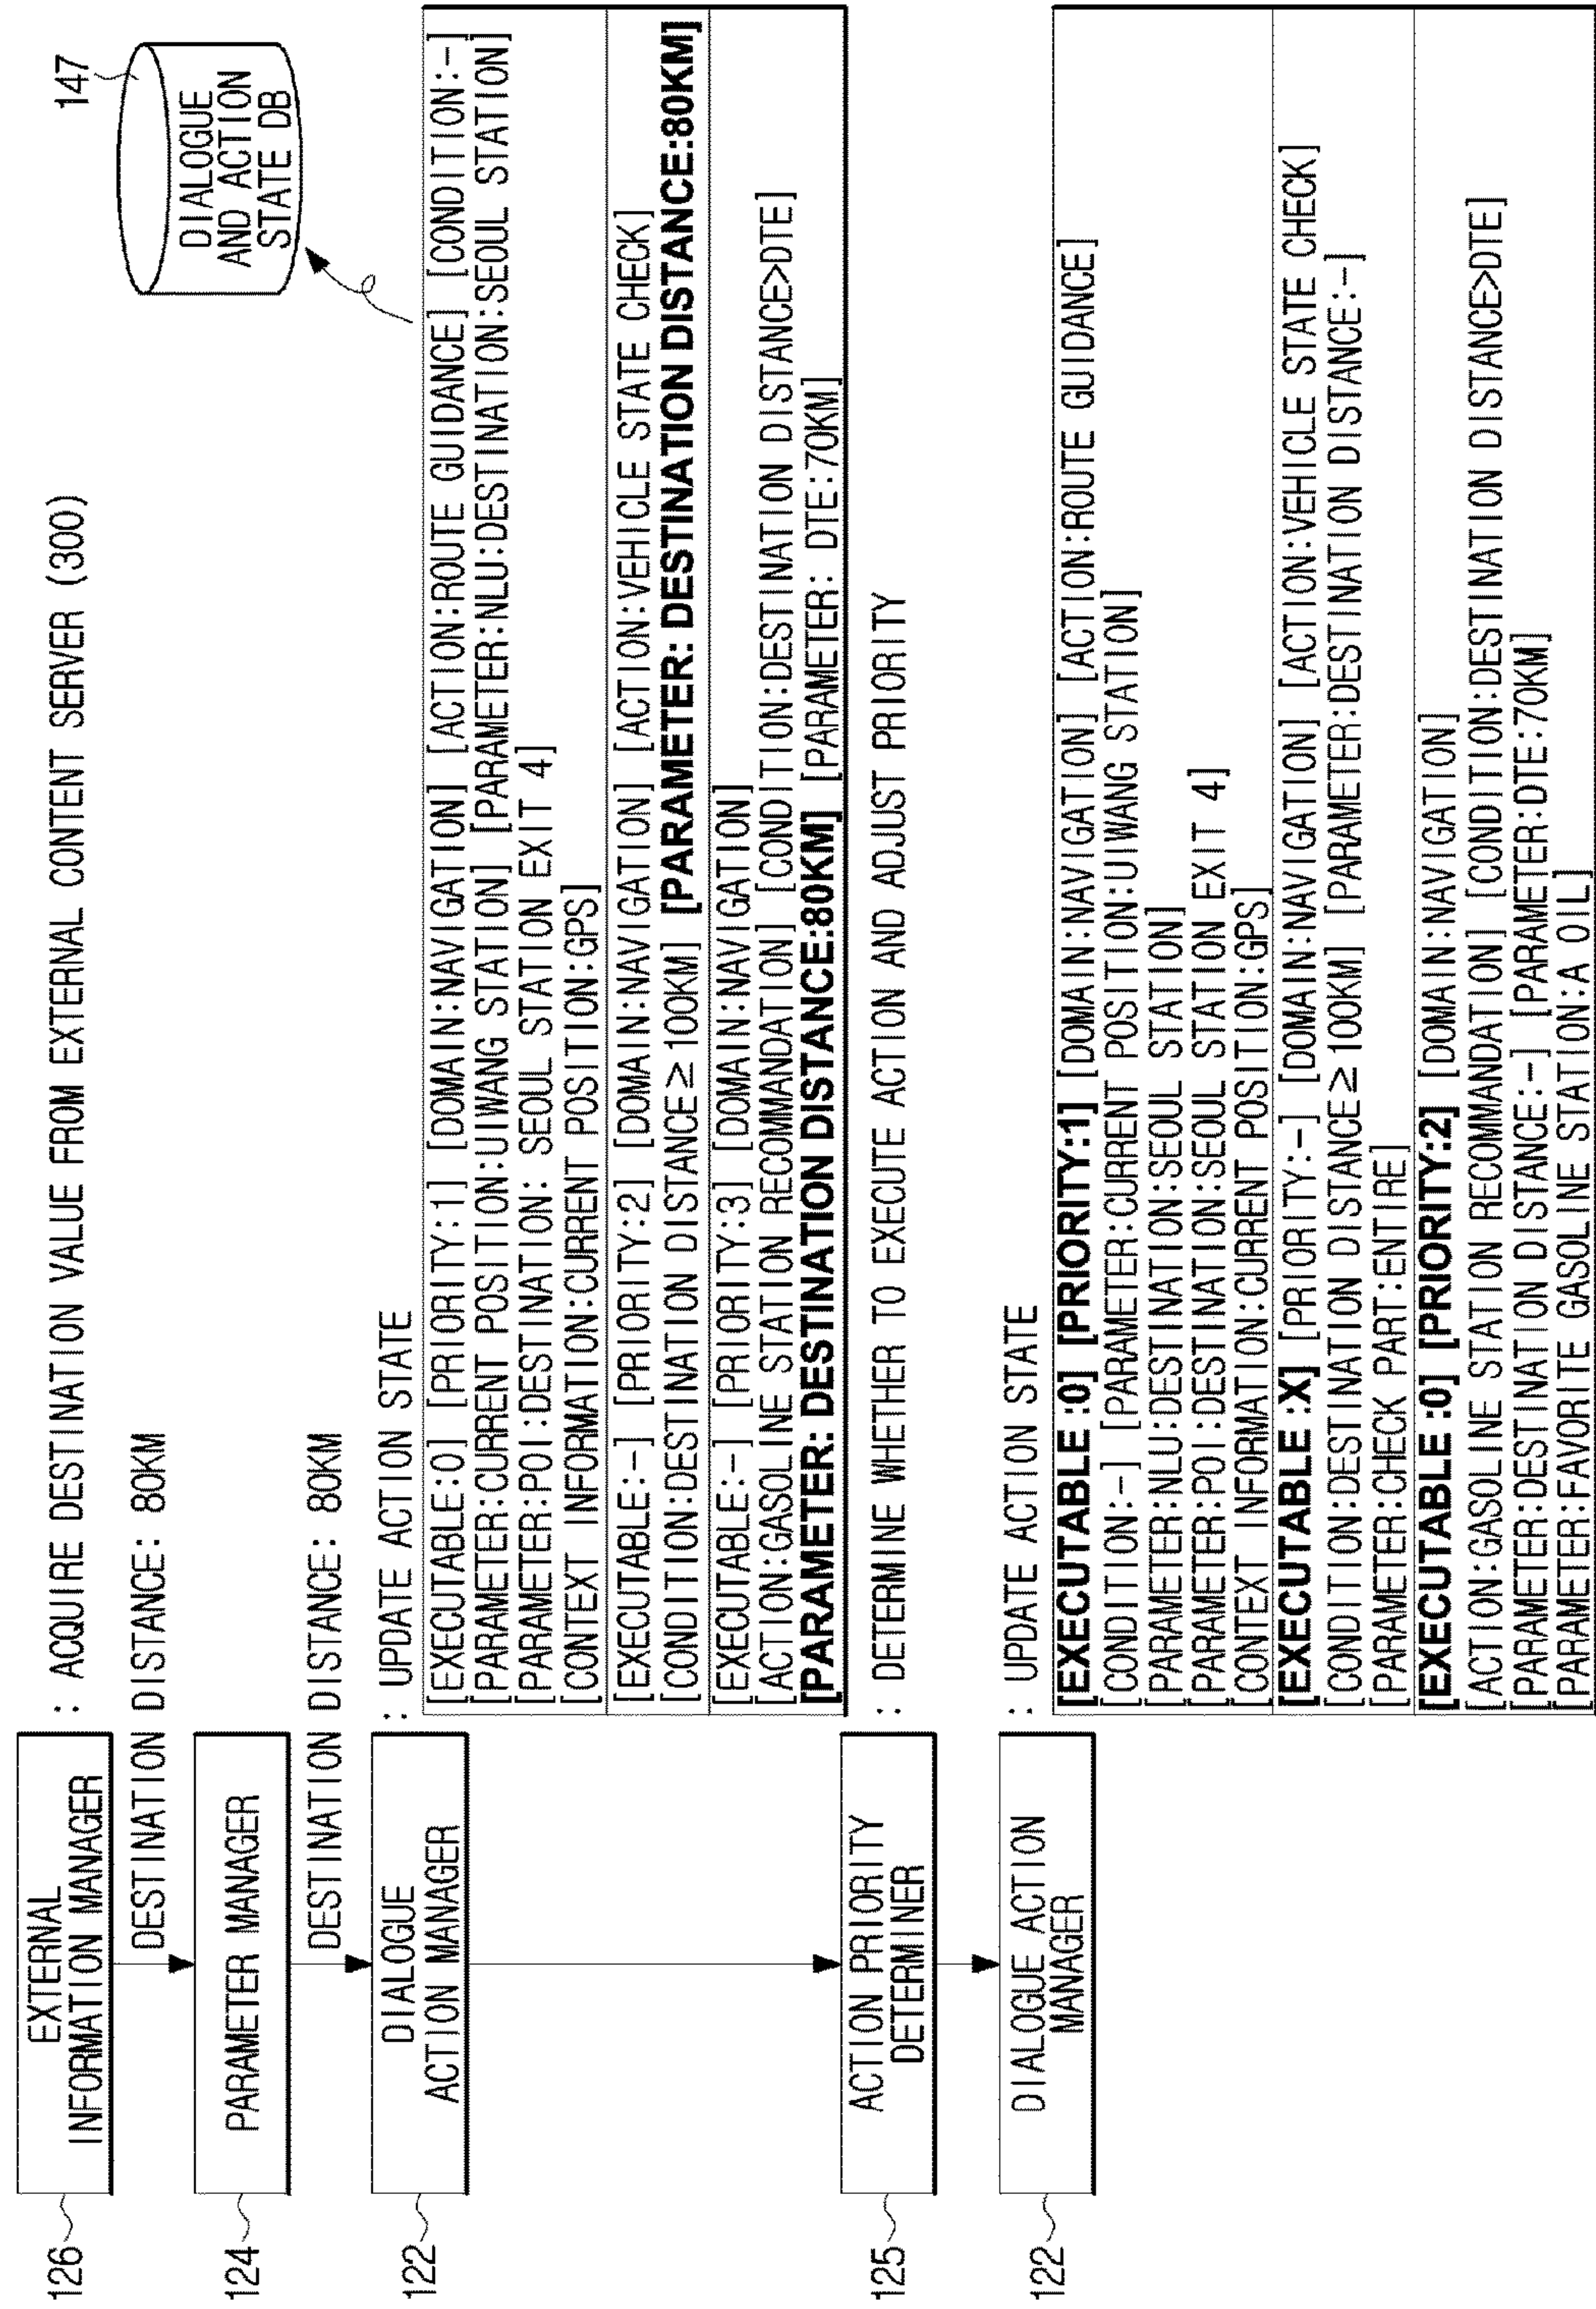 126
EXTERNAL
INFORMATION MANAGER
: ACQUIRE DESTINATION VALUE FROM EXTERNAL CONTENT SERVER (300)
DESTINATION DISTANCE: 80KM
124
PARAMETER MANAGER
DESTINATION DISTANCE: 80KM
147
DIALOGUE
AND ACTION
STATE DB
122
DIALOGUE
ACTION MANAGER
: UPDATE ACTION STATE
[EXECUTABLE:O] [PRIORITY:1] [DOMAIN:NAVIGATION] [ACTION:ROUTE GUIDANCE] [CONDITION:-]
[PARAMETER:CURRENT POSITION:UIWANG STATION] [PARAMETER:NLU:DESTINATION:SEOUL STATION]
[PARAMETER:POI:DESTINATION: SEOUL STATION EXIT 4]
[CONTEXT INFORMATION:CURRENT POSITION:GPS]
[EXECUTABLE:-] [PRIORITY:2] [DOMAIN:NAVIGATION] [ACTION:VEHICLE STATE CHECK]
[CONDITION:DESTINATION DISTANCE≥100KM] [PARAMETER: DESTINATION DISTANCE:80KM]
[EXECUTABLE:-] [PRIORITY:3] [DOMAIN:NAVIGATION]
[ACTION:GASOLINE STATION RECOMMANDATION] [CONDITION:DESTINATION DISTANCE>DTE]
[PARAMETER: DESTINATION DISTANCE:80KM] [PARAMETER: DTE:70KM]
125
ACTION PRIORITY
DETERMINER
: DETERMINE WHETHER TO EXECUTE ACTION AND ADJUST PRIORITY
122
DIALOGUE ACTION
MANAGER
: UPDATE ACTION STATE
[EXECUTABLE :0] [PRIORITY:1] [DOMAIN:NAVIGATION] [ACTION:ROUTE GUIDANCE]
[CONDITION:-] [PARAMETER:CURRENT POSITION:UIWANG STATION]
[PARAMETER:NLU:DESTINATION:SEOUL STATION]
PARAMETER:POI:DESTINATION:SEOUL STATION EXIT 4]
CONTEXT INFORMATION:CURRENT POSITION:GPS]
[EXECUTABLE :X] [PRIORITY:-] [DOMAIN:NAVIGATION] [ACTION:VEHICLE STATE CHECK]
[CONDITION:DESTINATION DISTANCE≥100KM] [PARAMETER:DESTINATION DISTANCE:-]
[PARAMETER:CHECK PART:ENTIRE]
[EXECUTABLE :0] [PRIORITY:2] [DOMAIN:NAVIGATION]
[ACTION:GASOLINE STATION RECOMMANDATION] [CONDITION:DESTINATION DISTANCE>DTE]
[PARAMETER:DESTINATION DISTANCE:-] [PARAMETER:DTE:70KM]
[PARAMETER:FAVORITE GASOLINE STATION:A OIL]